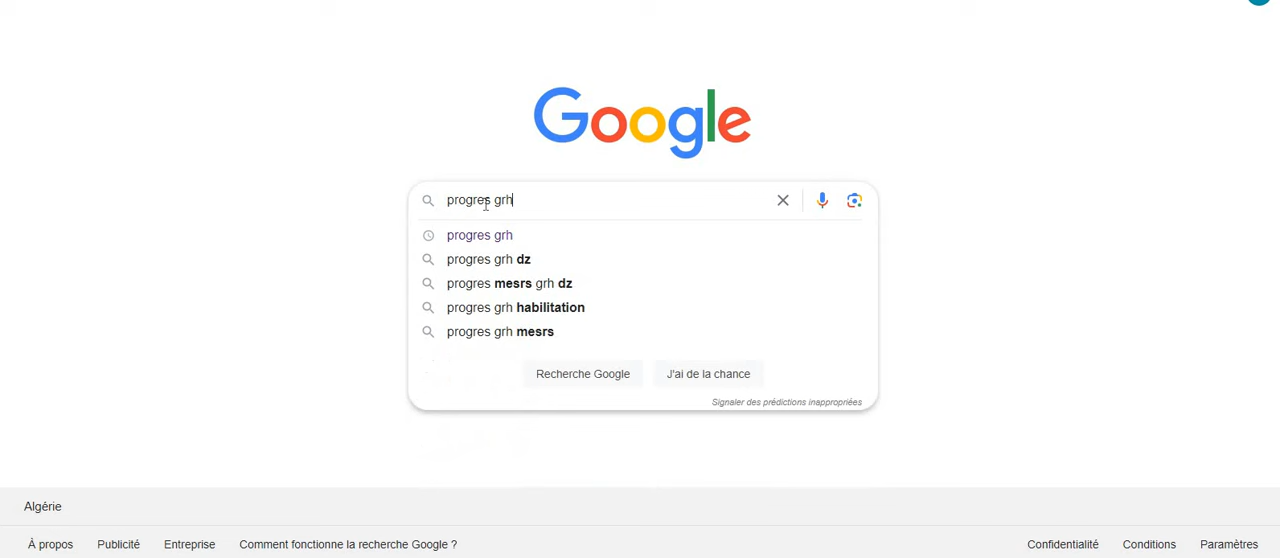 Google
progres grh
progres grh
progres grh dz
progres mesrs grh dz
progres grh habilitation
progres grh mesrs
Recherche Google J'ai de la chance
Signaler des prédictions inappropriées
Algérie
À propos Publicité Entreprise Comment fonctionne la recherche Google ? Confidentialité Conditions Paramètres